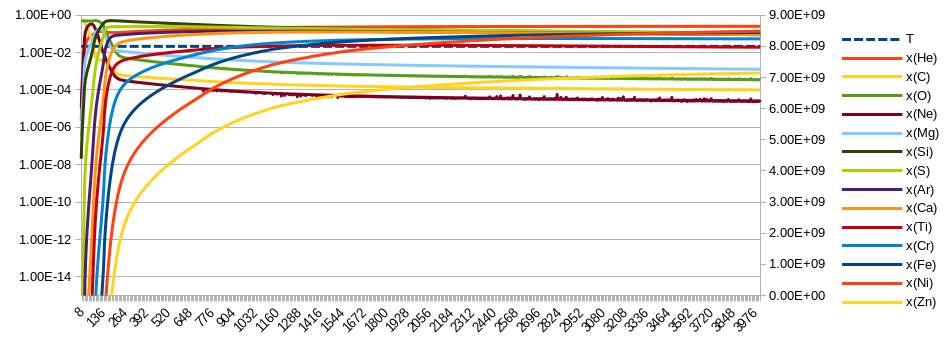 1.00E+00
1.00E-02
1.00E-04
1.00E-06
1.00E-08
1.00E-10
1.00E-12
1.00E-14
9.00E+09
8.00E+09
7.00E+09
6.00E+09
5.00E+09
4.00E+09
3.00E+09
2.00E+09
1.00E+09
0.00E+00
8
136
264
392
520
648
776
904
1032
1160
1288
1416
1544
1672
1800
1928
2056
2184
2312
2440
2568
2696
2824
2952
3080
3208
3336
3464
3592
3720
3848
3976
T
x(He)
x(C)
x(O)
x(Ne)
x(Mg)
x(Si)
x(S)
x(Ar)
x(Ca)
x(Ti)
x(Cr)
x(Fe)
x(Ni)
x(Zn)